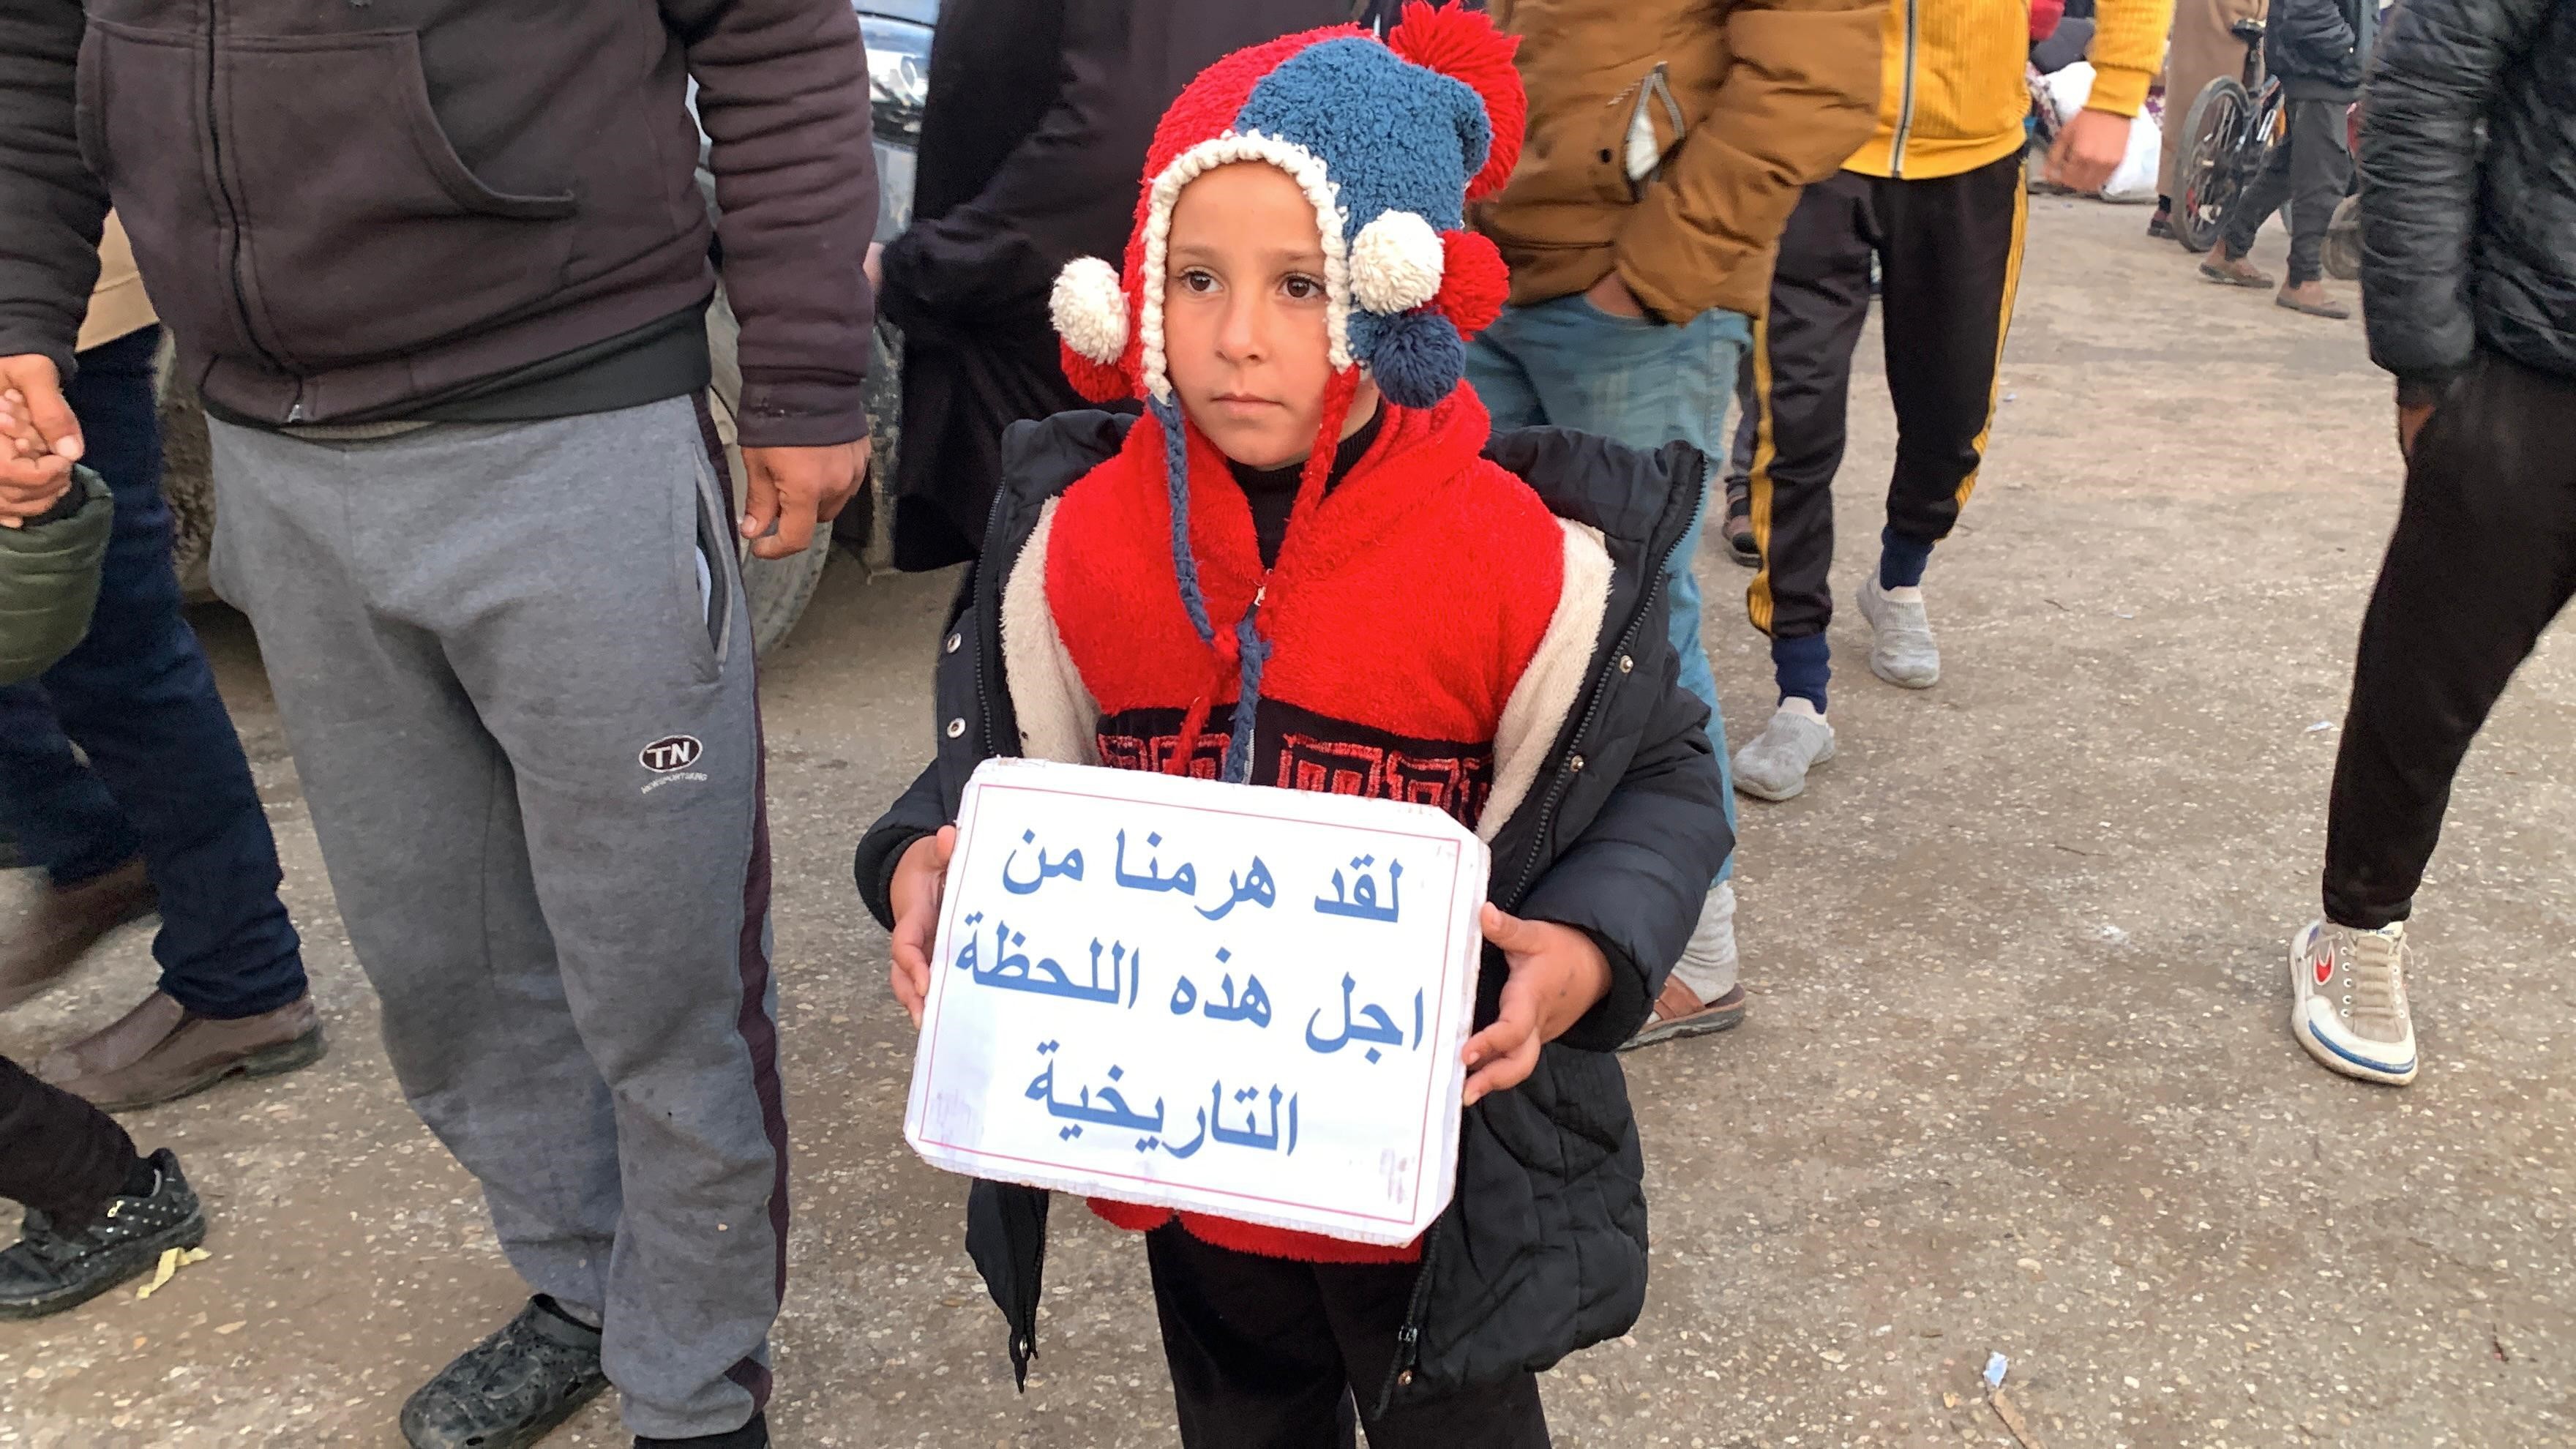 لقد هرمنا من
اجل هذه اللحظة
التاريخية
TN